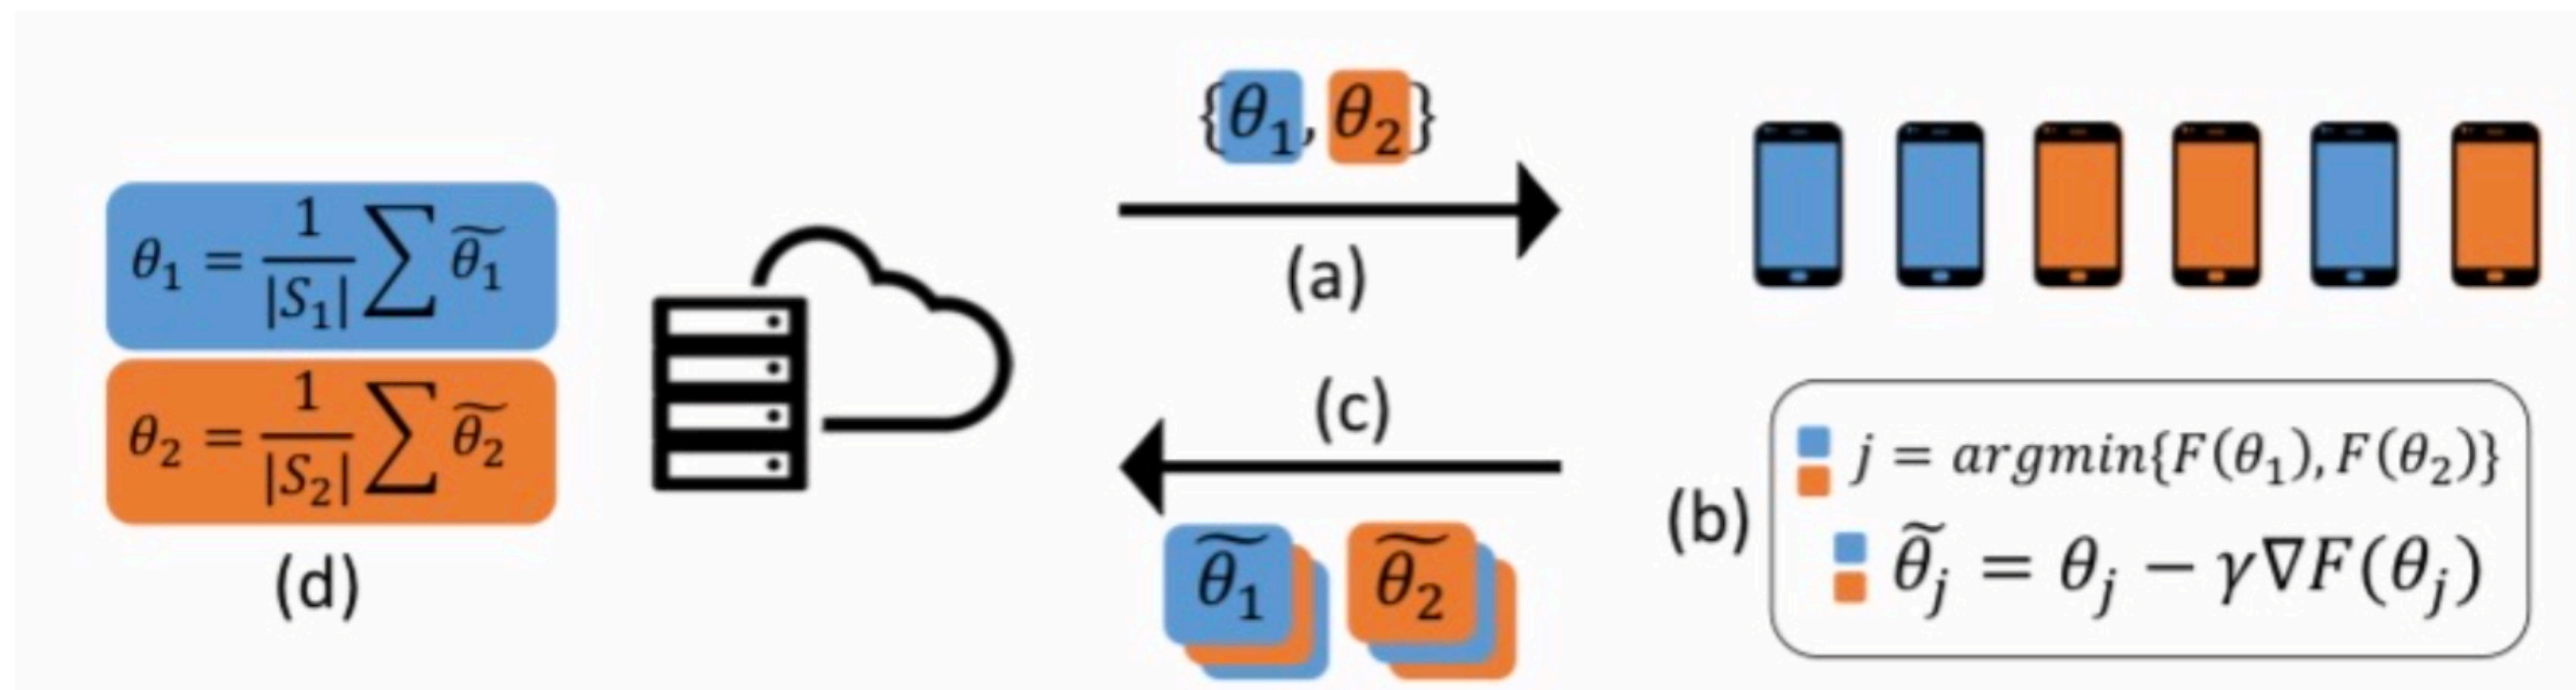 {θ₁, θ₂}
(a)
θ₁ = 1/|S₁| ∑ θ̃₁
θ₂ = 1/|S₂| ∑ θ̃₂
(d)
(c)
θ̃₁ θ̃₂
(b)
j = argmin{F(θ₁), F(θ₂)}
θ̃ⱼ = θⱼ − γ∇F(θⱼ)